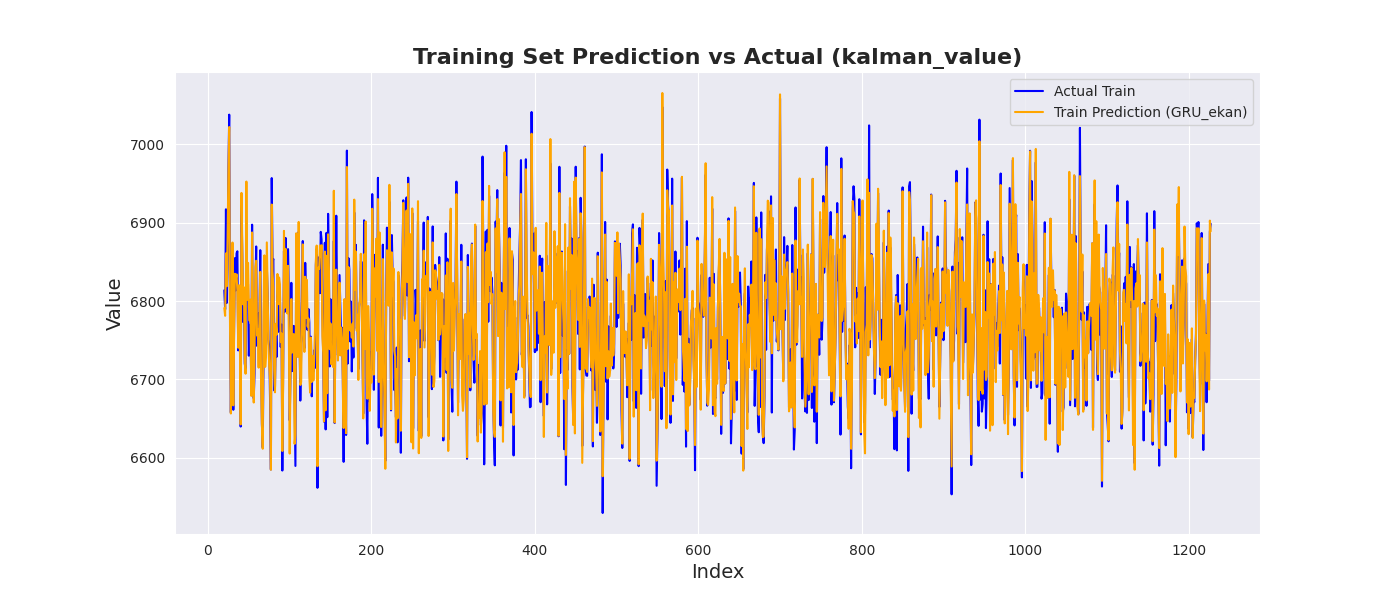 Training Set Prediction vs Actual (kalman_value)
Actual Train
Train Prediction (GRU_ekan)
Value
7000
6900
6800
6700
6600
0
200
400
600
800
1000
1200
Index